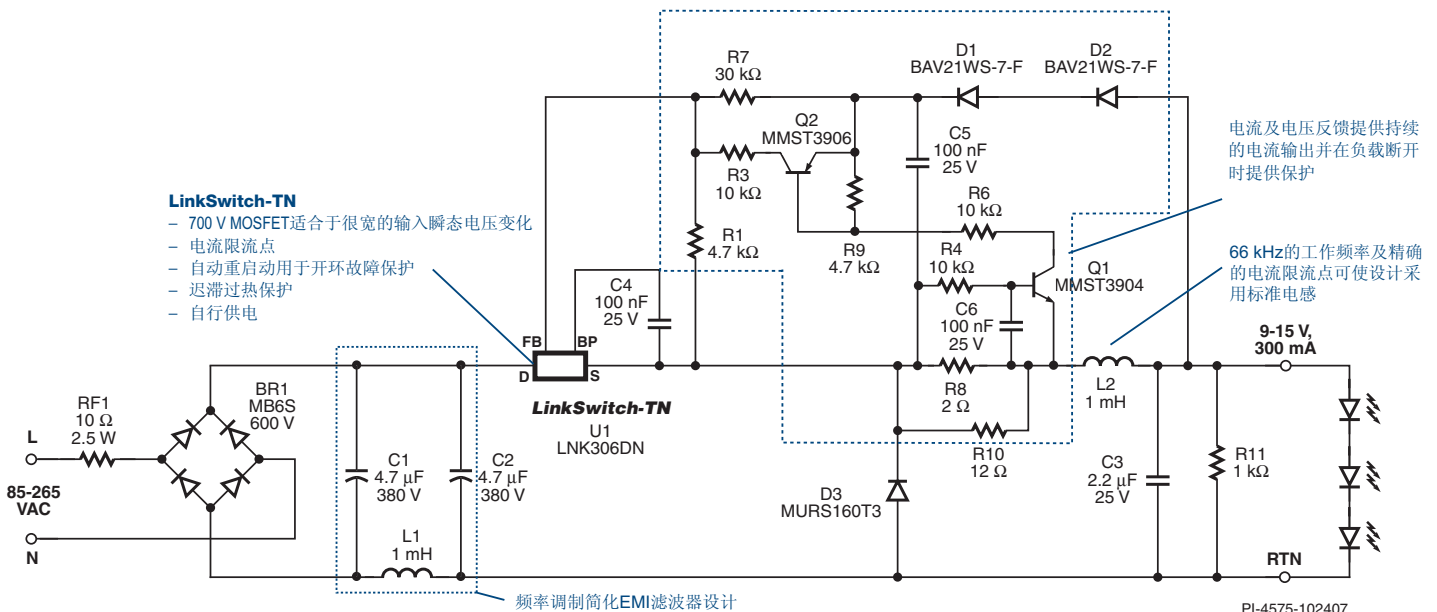 D1
BAV21WS-7-F
D2
BAV21WS-7-F
R7
30 kΩ
Q2
MMST3906
C5
100 nF
25 V
R3
10 kΩ
R6
10 kΩ
R1
4.7 kΩ
R9
4.7 kΩ
R4
10 kΩ
Q1
MMST3904
C4
100 nF
25 V
C6
100 nF
25 V
电流及电压反馈提供持续
的电流输出并在负载断开
时提供保护
LinkSwitch-TN
– 700 V MOSFET适合于很宽的输入瞬态电压变化
– 电流限流点
– 自动重启动用于开环故障保护
– 迟滞过热保护
– 自行供电
66 kHz的工作频率及精确
的电流限流点可使设计采
用标准电感
FB
BP
D
S
LinkSwitch-TN
U1
LNK306DN
R8
2 Ω
R10
12 Ω
L2
1 mH
9-15 V,
300 mA
BR1
MB6S
600 V
RF1
10 Ω
2.5 W
L
85-265
VAC
N
C1
4.7 μF
380 V
C2
4.7 μF
380 V
L1
1 mH
D3
MURS160T3
C3
2.2 μF
25 V
R11
1 kΩ
RTN
频率调制简化EMI滤波器设计
PI-4575-102407